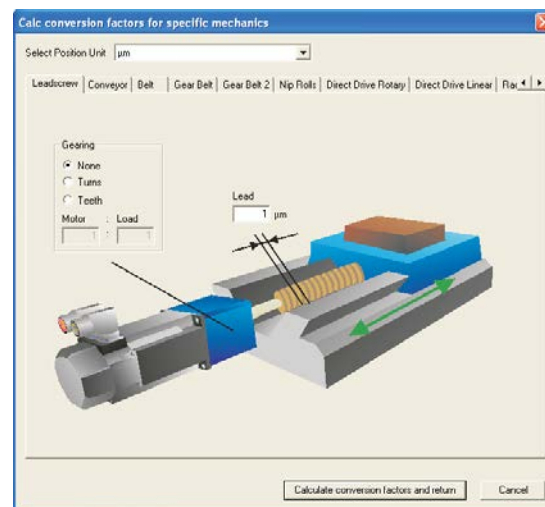 Calc conversion factors for specific mechanics
Select Position Unit μm
Leadscrew Conveyor Belt Gear Belt Gear Belt 2 Nip Rolls Direct Drive Rotary Direct Drive Linear
Gearing
None
Turns
Teeth
Motor : Load
1 : 1
Lead
1 μm
Calculate conversion factors and return Cancel